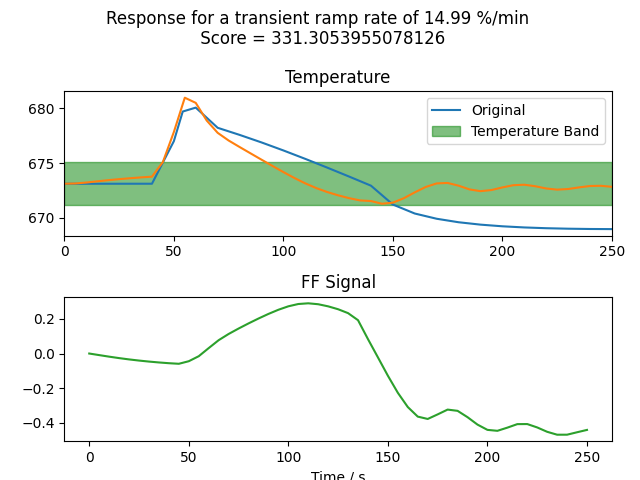 Response for a transient ramp rate of 14.99 %/min
Score = 331.3053955078126
Temperature
680
675
670
Original
Temperature Band
0 50 100 150 200 250
FF Signal
0.2
0.0
−0.2
−0.4
0 50 100 150 200 250
Time / s